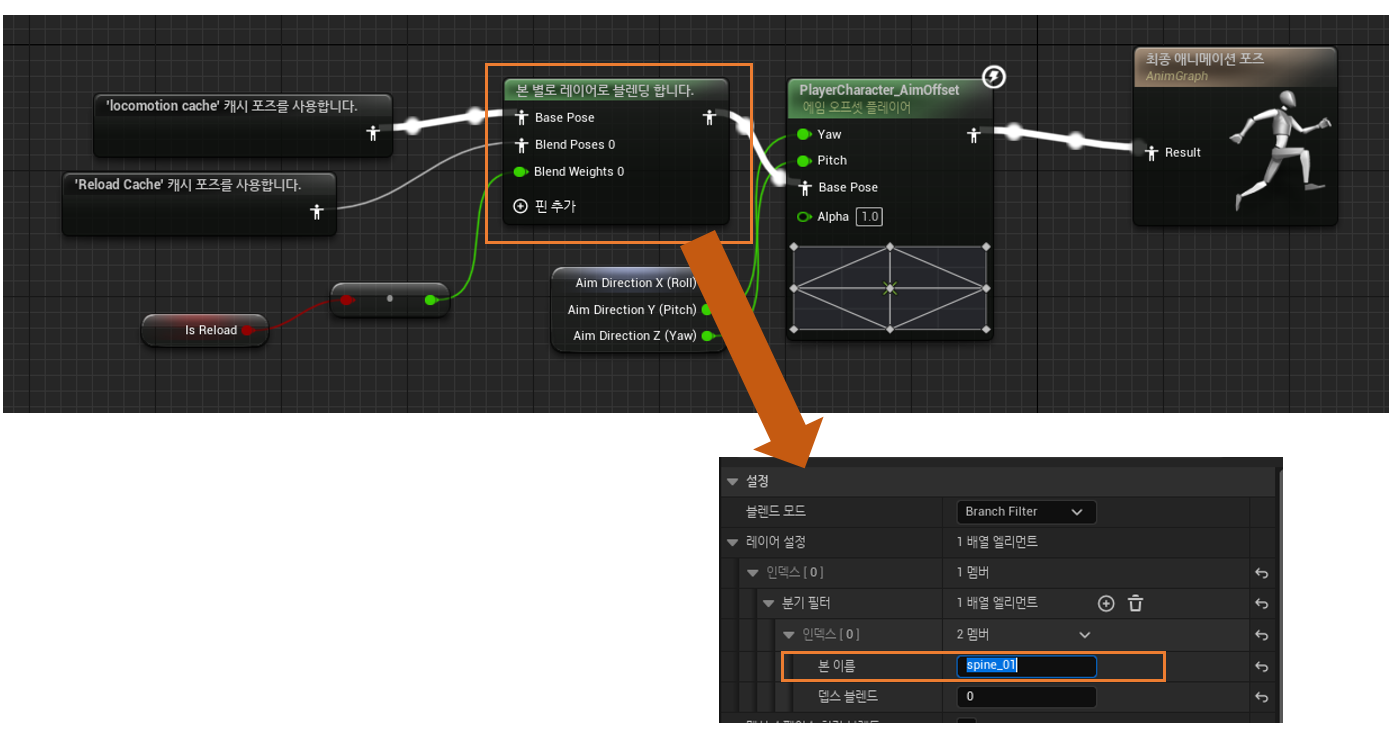 'locomotion cache' 캐시 포즈를 사용합니다.
'Reload Cache' 캐시 포즈를 사용합니다.
Is Reload
본 별로 레이어로 블렌딩 합니다.
Base Pose
Blend Poses 0
Blend Weights 0
핀 추가
Aim Direction X (Roll)
Aim Direction Y (Pitch)
Aim Direction Z (Yaw)
PlayerCharacter_AimOffset
에임 오프셋 플레이어
Yaw
Pitch
Base Pose
Alpha 1.0
최종 애니메이션 포즈
AnimGraph
Result
설정
블렌드 모드 Branch Filter
레이어 설정 1 배열 엘리먼트
인덱스 [ 0 ] 1 멤버
분기 필터 1 배열 엘리먼트
인덱스 [ 0 ] 2 멤버
본 이름 spine_01
뎁스 블렌드 0